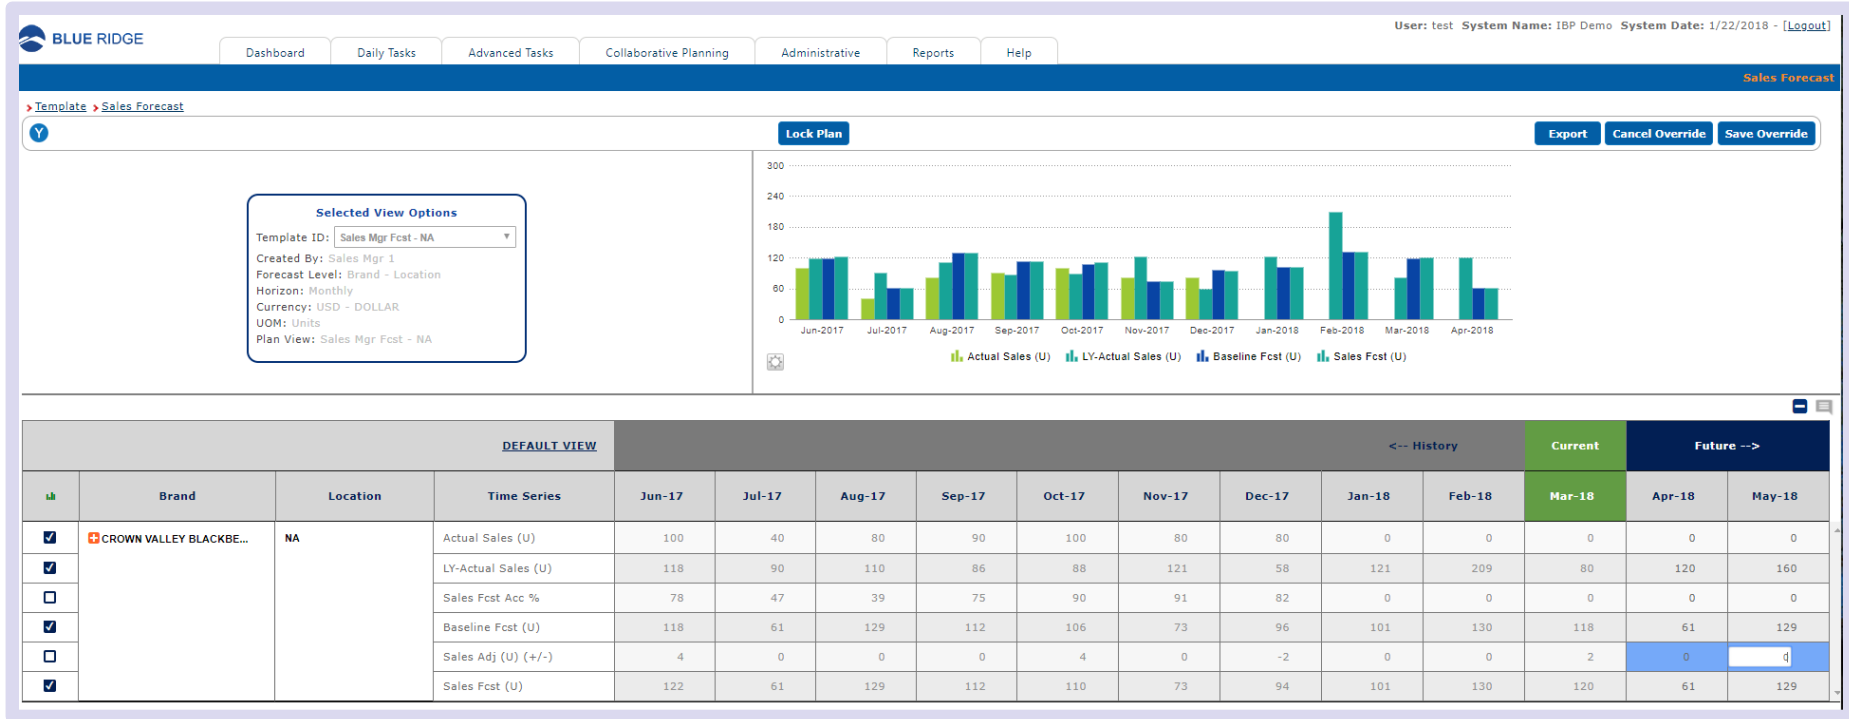 User: test System Name: IBP Demo System Date: 1/22/2018 - [Logout]
BLUE RIDGE
Dashboard Daily Tasks Advanced Tasks Collaborative Planning Administrative Reports Help
Sales Forecast
Template Sales Forecast
Y Lock Plan Export Cancel Override Save Override
Selected View Options
Template ID: Sales Mgr Fcst - NA
Created By: Sales Mgr 1
Forecast Level: Brand - Location
Horizon: Monthly
Currency: USD - DOLLAR
UOM: Units
Plan View: Sales Mgr Fcst - NA
300
240
180
120
60
0
Jun-2017 Jul-2017 Aug-2017 Sep-2017 Oct-2017 Nov-2017 Dec-2017 Jan-2018 Feb-2018 Mar-2018 Apr-2018
Actual Sales (U) LY-Actual Sales (U) Baseline Fcst (U) Sales Fcst (U)
DEFAULT VIEW <-- History Current Future -->
Brand Location Time Series Jun-17 Jul-17 Aug-17 Sep-17 Oct-17 Nov-17 Dec-17 Jan-18 Feb-18 Mar-18 Apr-18 May-18
CROWN VALLEY BLACKBE... NA Actual Sales (U) 100 40 80 90 100 80 80 0 0 0 0 0
LY-Actual Sales (U) 118 90 110 86 88 121 58 121 209 80 120 160
Sales Fcst Acc % 78 47 39 75 90 91 82 0 0 0 0 0
Baseline Fcst (U) 118 61 129 112 106 73 96 101 130 118 61 129
Sales Adj (U) (+/-) 4 0 0 0 4 0 -2 0 0 2 0 0
Sales Fcst (U) 122 61 129 112 110 73 94 101 130 120 61 129